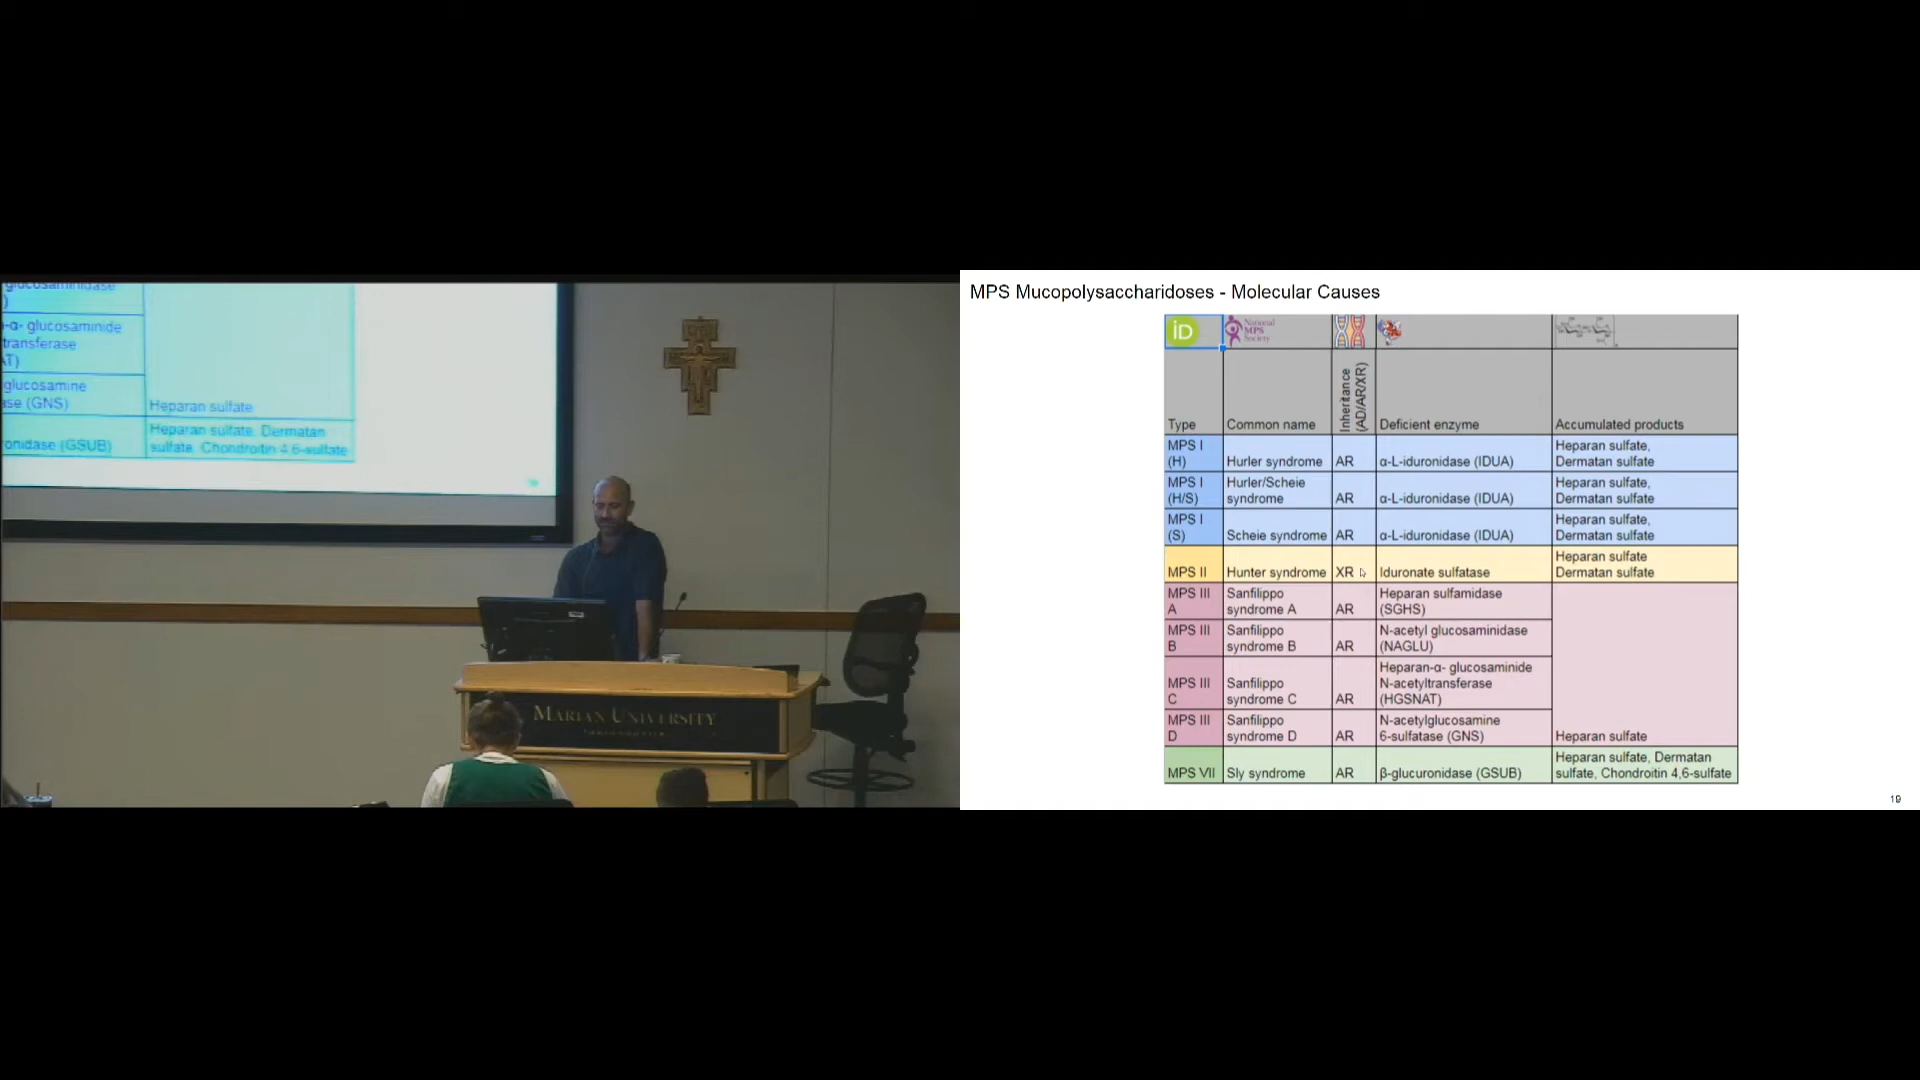 glucosaminidase
)
-α- glucosaminide
transferase
AT)
glucosamine
ase (GNS)
Heparan sulfate
ronidase (GSUB)
Heparan sulfate, Dermatan
sulfate, Chondroitin 4,6-sulfate
MARIAN UNIVERSITY
MPS Mucopolysaccharidoses - Molecular Causes
iD
National
MPS
Society
Type
Common name
Inheritance
(AD/AR/XR)
Deficient enzyme
Accumulated products
MPS I
(H)
Hurler syndrome
AR
α-L-iduronidase (IDUA)
Heparan sulfate,
Dermatan sulfate
MPS I
(H/S)
Hurler/Scheie
syndrome
AR
α-L-iduronidase (IDUA)
Heparan sulfate,
Dermatan sulfate
MPS I
(S)
Scheie syndrome
AR
α-L-iduronidase (IDUA)
Heparan sulfate,
Dermatan sulfate
MPS II
Hunter syndrome
XR
Iduronate sulfatase
Heparan sulfate
Dermatan sulfate
MPS III
A
Sanfilippo
syndrome A
AR
Heparan sulfamidase
(SGHS)
MPS III
B
Sanfilippo
syndrome B
AR
N-acetyl glucosaminidase
(NAGLU)
MPS III
C
Sanfilippo
syndrome C
AR
Heparan-α- glucosaminide
N-acetyltransferase
(HGSNAT)
MPS III
D
Sanfilippo
syndrome D
AR
N-acetylglucosamine
6-sulfatase (GNS)
Heparan sulfate
MPS VII
Sly syndrome
AR
β-glucuronidase (GSUB)
Heparan sulfate, Dermatan
sulfate, Chondroitin 4,6-sulfate
19